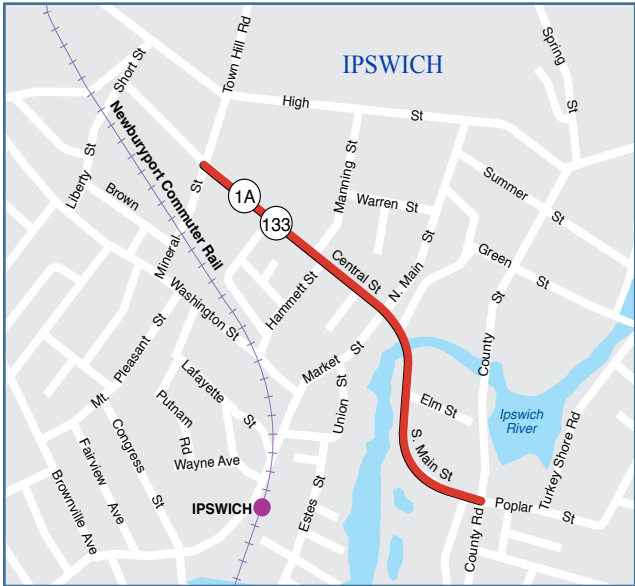 Short St
Town Hill Rd
IPSWICH
Spring St
High St
Newburyport Commuter Rail
Liberty St
Brown
Mineral St
1A
133
Manning St
Warren St
Summer St
Central St
N. Main St
Green St
Hammett St
Washington St
County St
Mt. Pleasant St
Market St
Lafayette St
Putnam Rd
Union St
Elm St
Ipswich
River
Turkey Shore Rd
Congress St
Fairview Ave
Brownville Ave
Wayne Ave
S. Main St
IPSWICH
Estes St
County Rd
Poplar St